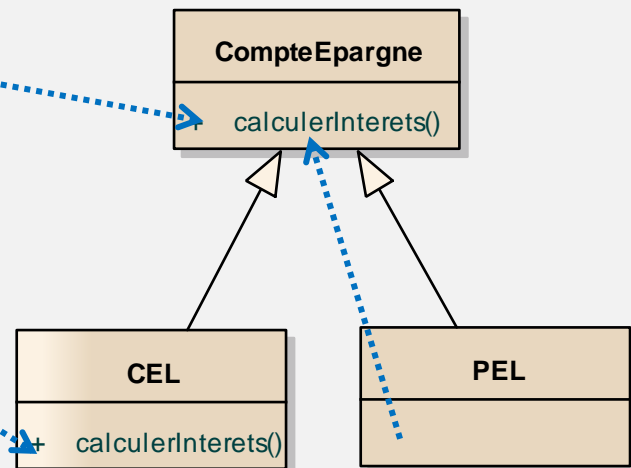 CompteEpargne
+ calculerInterets()
CEL
PEL
+ calculerInterets()